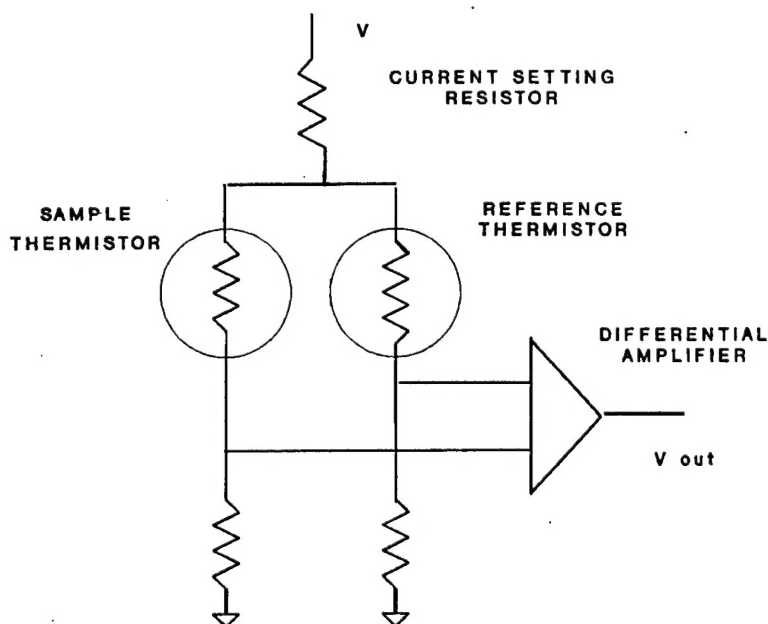 V
CURRENT SETTING
RESISTOR
SAMPLE
THERMISTOR
REFERENCE
THERMISTOR
DIFFERENTIAL
AMPLIFIER
V out